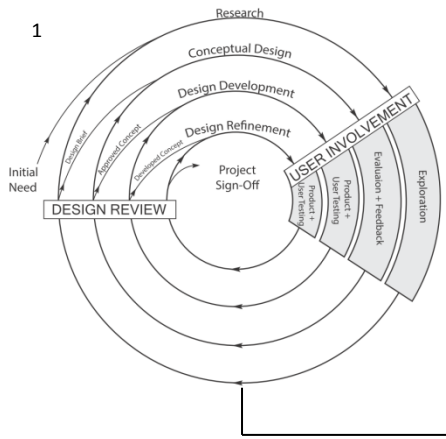 1
Research
Conceptual Design
Design Development
Design Refinement
Initial
Need
Design Brief
Approved Concept
Developed Concept
Project
Sign-Off
DESIGN REVIEW
USER INVOLVEMENT
Product +
User Testing
Product +
User Testing
Evaluation + Feedback
Exploration